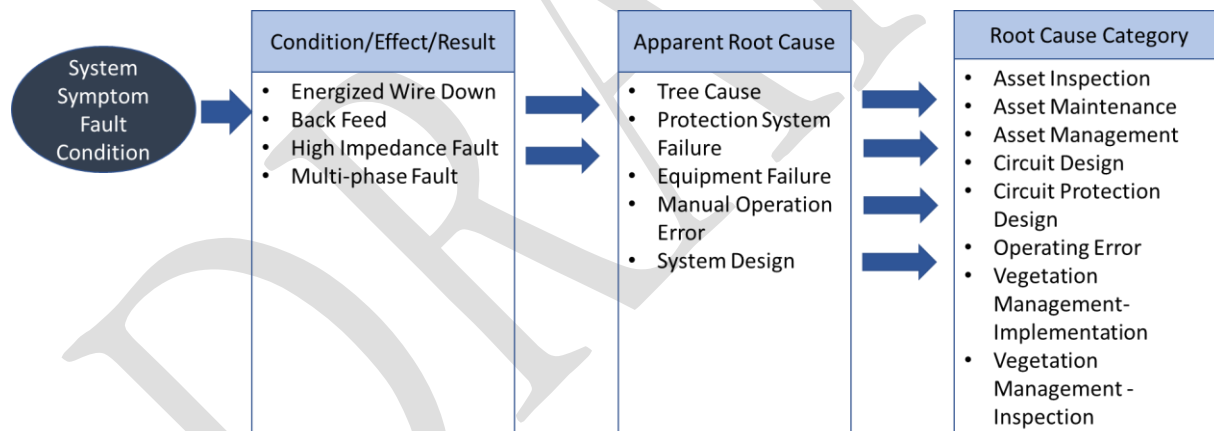 System
Symptom
Fault
Condition
Condition/Effect/Result
• Energized Wire Down
• Back Feed
• High Impedance Fault
• Multi-phase Fault
Apparent Root Cause
• Tree Cause
• Protection System
Failure
• Equipment Failure
• Manual Operation
Error
• System Design
Root Cause Category
• Asset Inspection
• Asset Maintenance
• Asset Management
• Circuit Design
• Circuit Protection
Design
• Operating Error
• Vegetation
Management-
Implementation
• Vegetation
Management -
Inspection
DRA